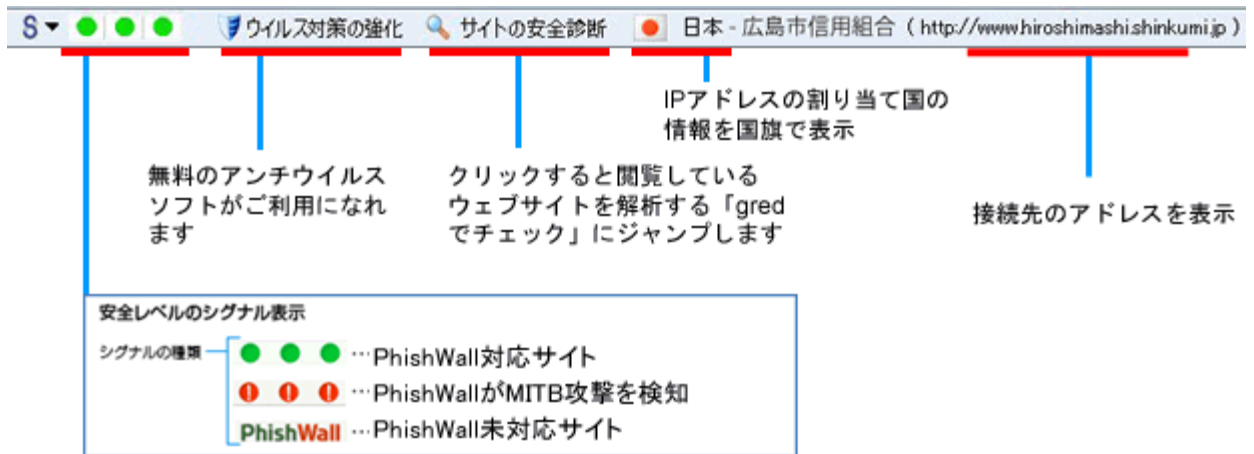 S▼ ウイルス対策の強化 サイトの安全診断 日本 - 広島市信用組合 ( http://www.hiroshimashi.shinkumi.jp )
IPアドレスの割り当て国の
情報を国旗で表示
無料のアンチウイルス
ソフトがご利用になれ
ます
クリックすると閲覧している
ウェブサイトを解析する「gred
でチェック」にジャンプします
接続先のアドレスを表示
安全レベルのシグナル表示
シグナルの種類
…PhishWall対応サイト
…PhishWallがMITB攻撃を検知
PhishWall …PhishWall未対応サイト